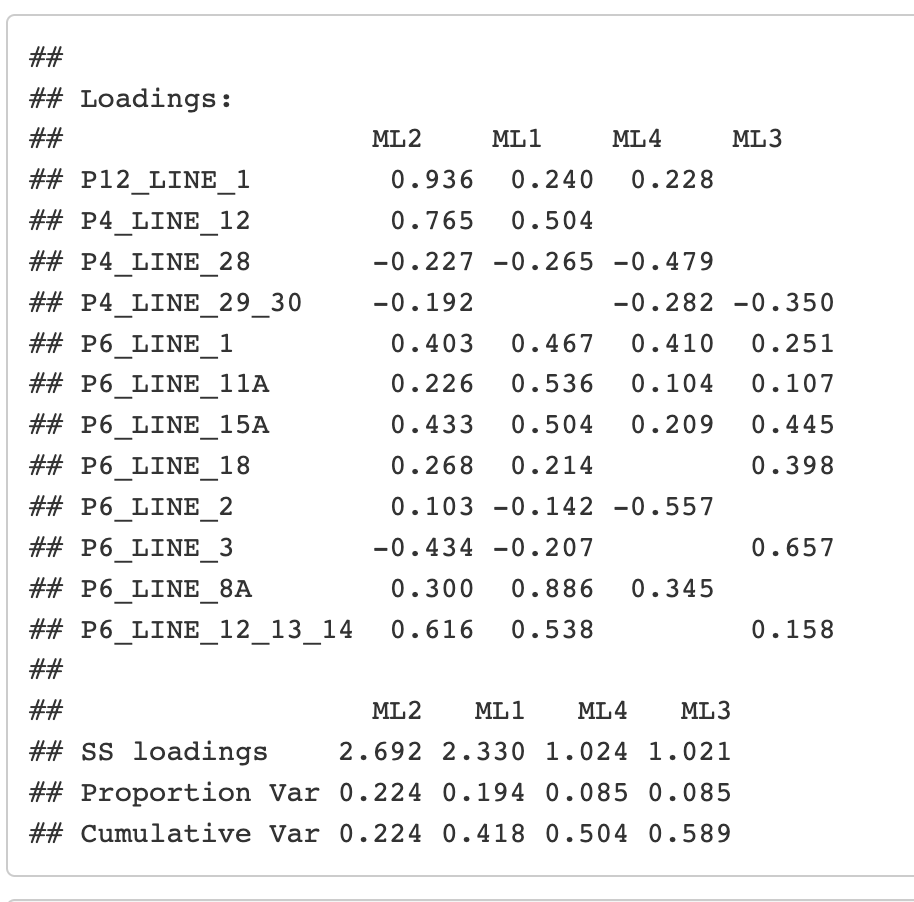 ##
## Loadings:
##                  ML2    ML1    ML4    ML3
## P12_LINE_1        0.936  0.240  0.228
## P4_LINE_12        0.765  0.504
## P4_LINE_28       -0.227 -0.265 -0.479
## P4_LINE_29_30    -0.192        -0.282 -0.350
## P6_LINE_1         0.403  0.467  0.410  0.251
## P6_LINE_11A       0.226  0.536  0.104  0.107
## P6_LINE_15A       0.433  0.504  0.209  0.445
## P6_LINE_18        0.268  0.214         0.398
## P6_LINE_2         0.103 -0.142 -0.557
## P6_LINE_3        -0.434 -0.207         0.657
## P6_LINE_8A        0.300  0.886  0.345
## P6_LINE_12_13_14  0.616  0.538         0.158
##
##                  ML2   ML1   ML4   ML3
## SS loadings    2.692 2.330 1.024 1.021
## Proportion Var 0.224 0.194 0.085 0.085
## Cumulative Var 0.224 0.418 0.504 0.589